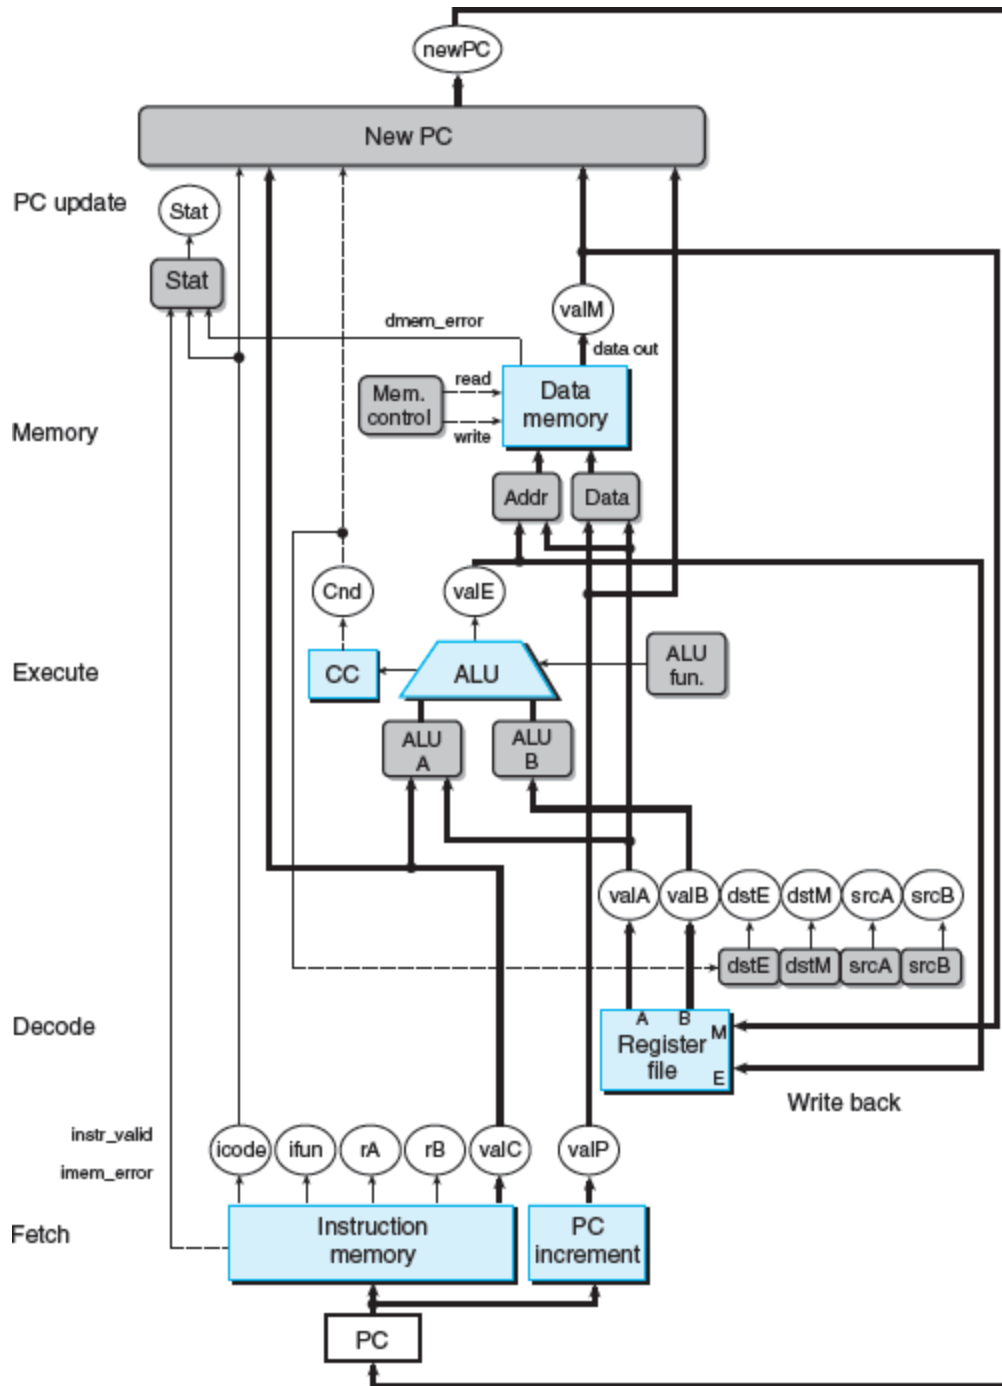 newPC
New PC
PC update
Stat
Stat
valM
dmem_error
data out
read
Mem.
control
Data
memory
write
Memory
Addr
Data
Cnd
valE
Execute
CC
ALU
ALU
fun.
ALU
A
ALU
B
valA
valB
dstE
dstM
srcA
srcB
dstE
dstM
srcA
srcB
Decode
A
B
M
Register
file
E
Write back
instr_valid
icode
ifun
rA
rB
valC
valP
imem_error
Fetch
Instruction
memory
PC
increment
PC